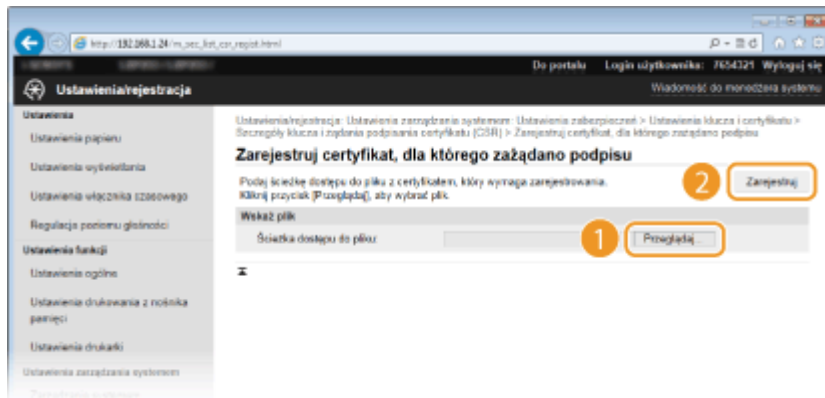 http://192.168.1.24/m_sec_list_csr_regist.html
Do portalu Login użytkownika: 7654321 Wyloguj się
Ustawienia/rejestracja Wiadomość do menedżera systemu
Ustawienia
Ustawienia papieru
Ustawienia wyświetlania
Ustawienia włącznika czasowego
Regulacja poziomu głośności
Ustawienia funkcji
Ustawienia ogólne
Ustawienia drukowania z nośnika
pamięci
Ustawienia drukarki
Ustawienia zarządzania systemem
Ustawienia/rejestracja: Ustawienia zarządzania systemem: Ustawienia zabezpieczeń > Ustawienia klucza i certyfikatu >
Szczegóły klucza i żądania podpisania certyfikatu (CSR) > Zarejestruj certyfikat, dla którego zażądano podpisu
Zarejestruj certyfikat, dla którego zażądano podpisu
Podaj ścieżkę dostępu do pliku z certyfikatem, który wymaga zarejestrowania.
Kliknij przycisk [Przeglądaj], aby wybrać plik.
2 Zarejestruj
Wskaż plik
Ścieżka dostępu do pliku: 1 Przeglądaj...